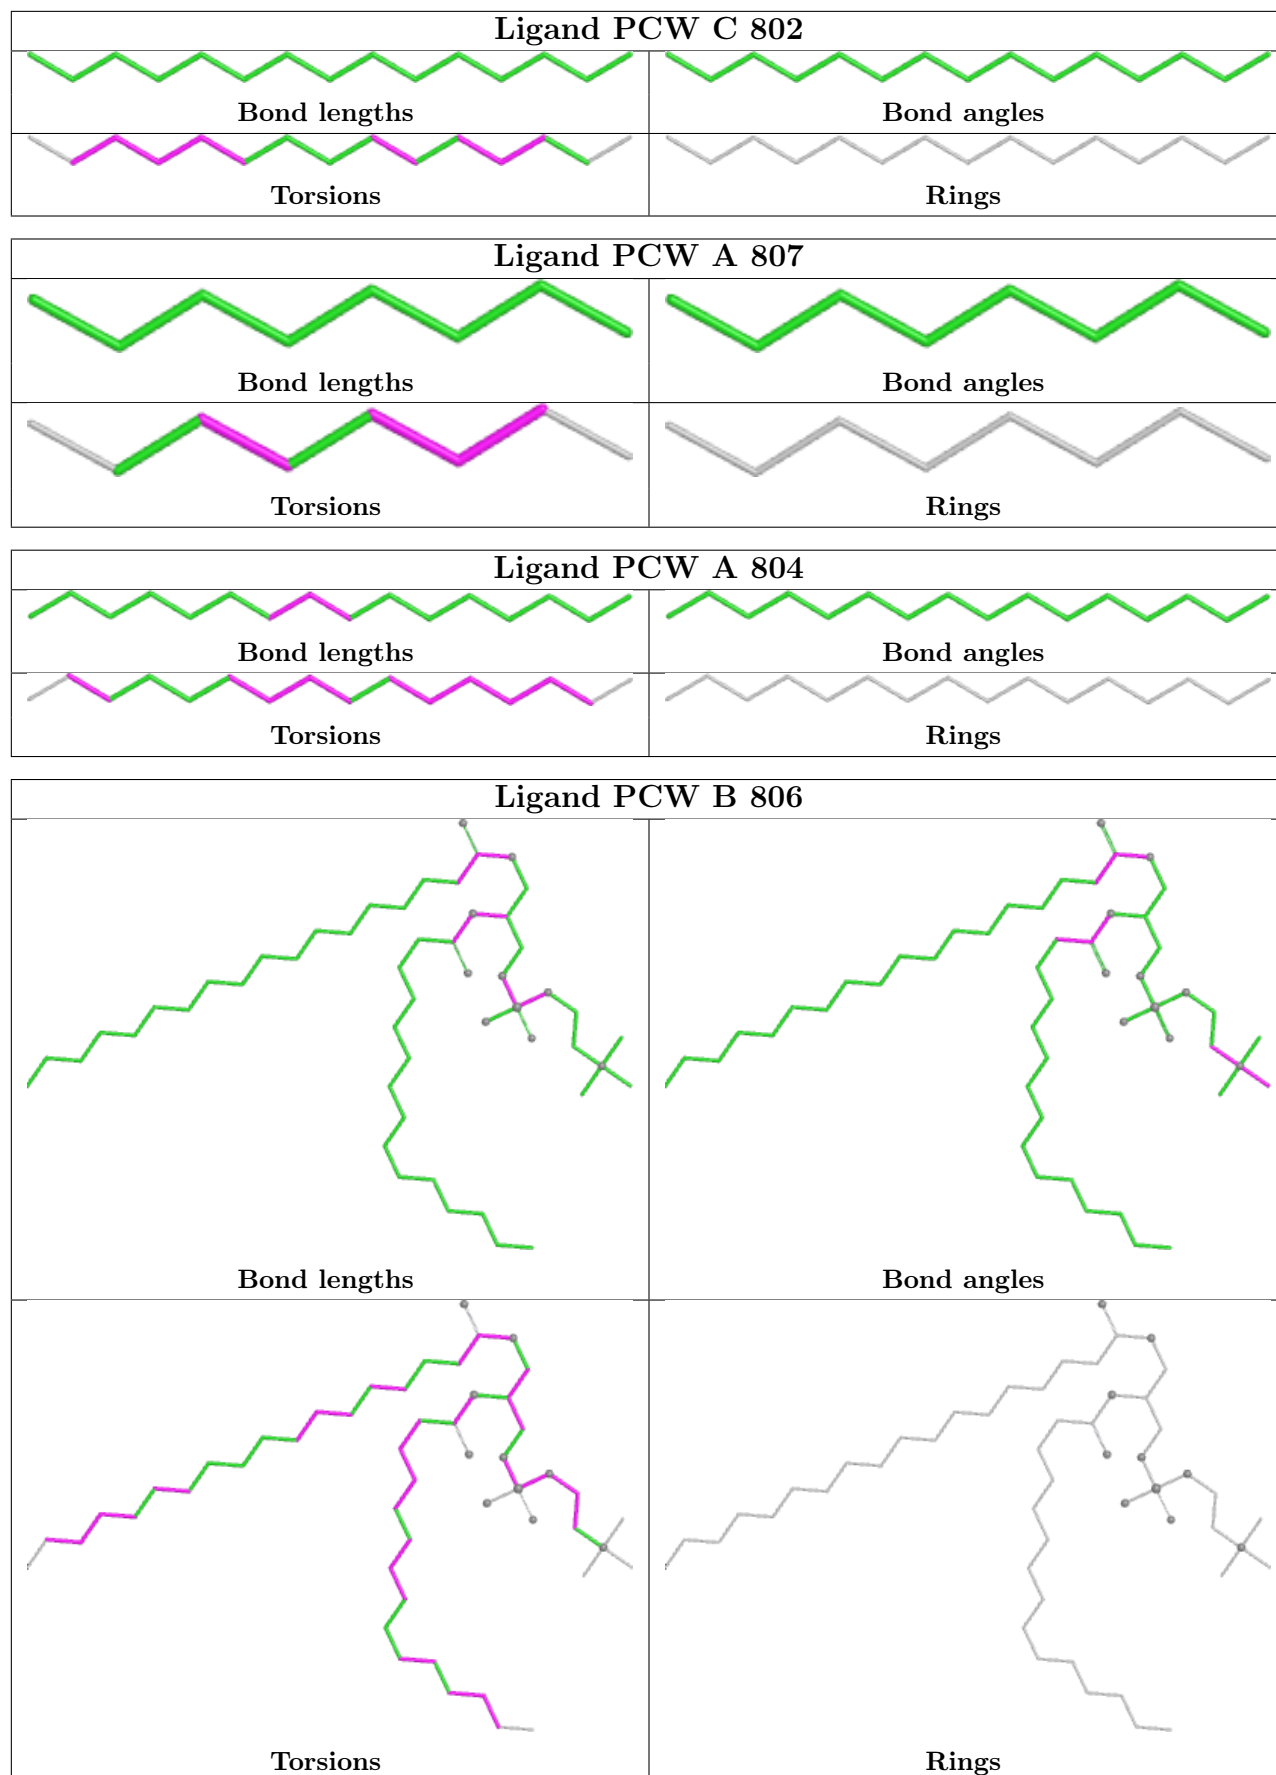 Ligand PCW C 802
Bond lengths
Bond angles
Torsions
Rings
Ligand PCW A 807
Bond lengths
Bond angles
Torsions
Rings
Ligand PCW A 804
Bond lengths
Bond angles
Torsions
Rings
Ligand PCW B 806
Bond lengths
Bond angles
Torsions
Rings